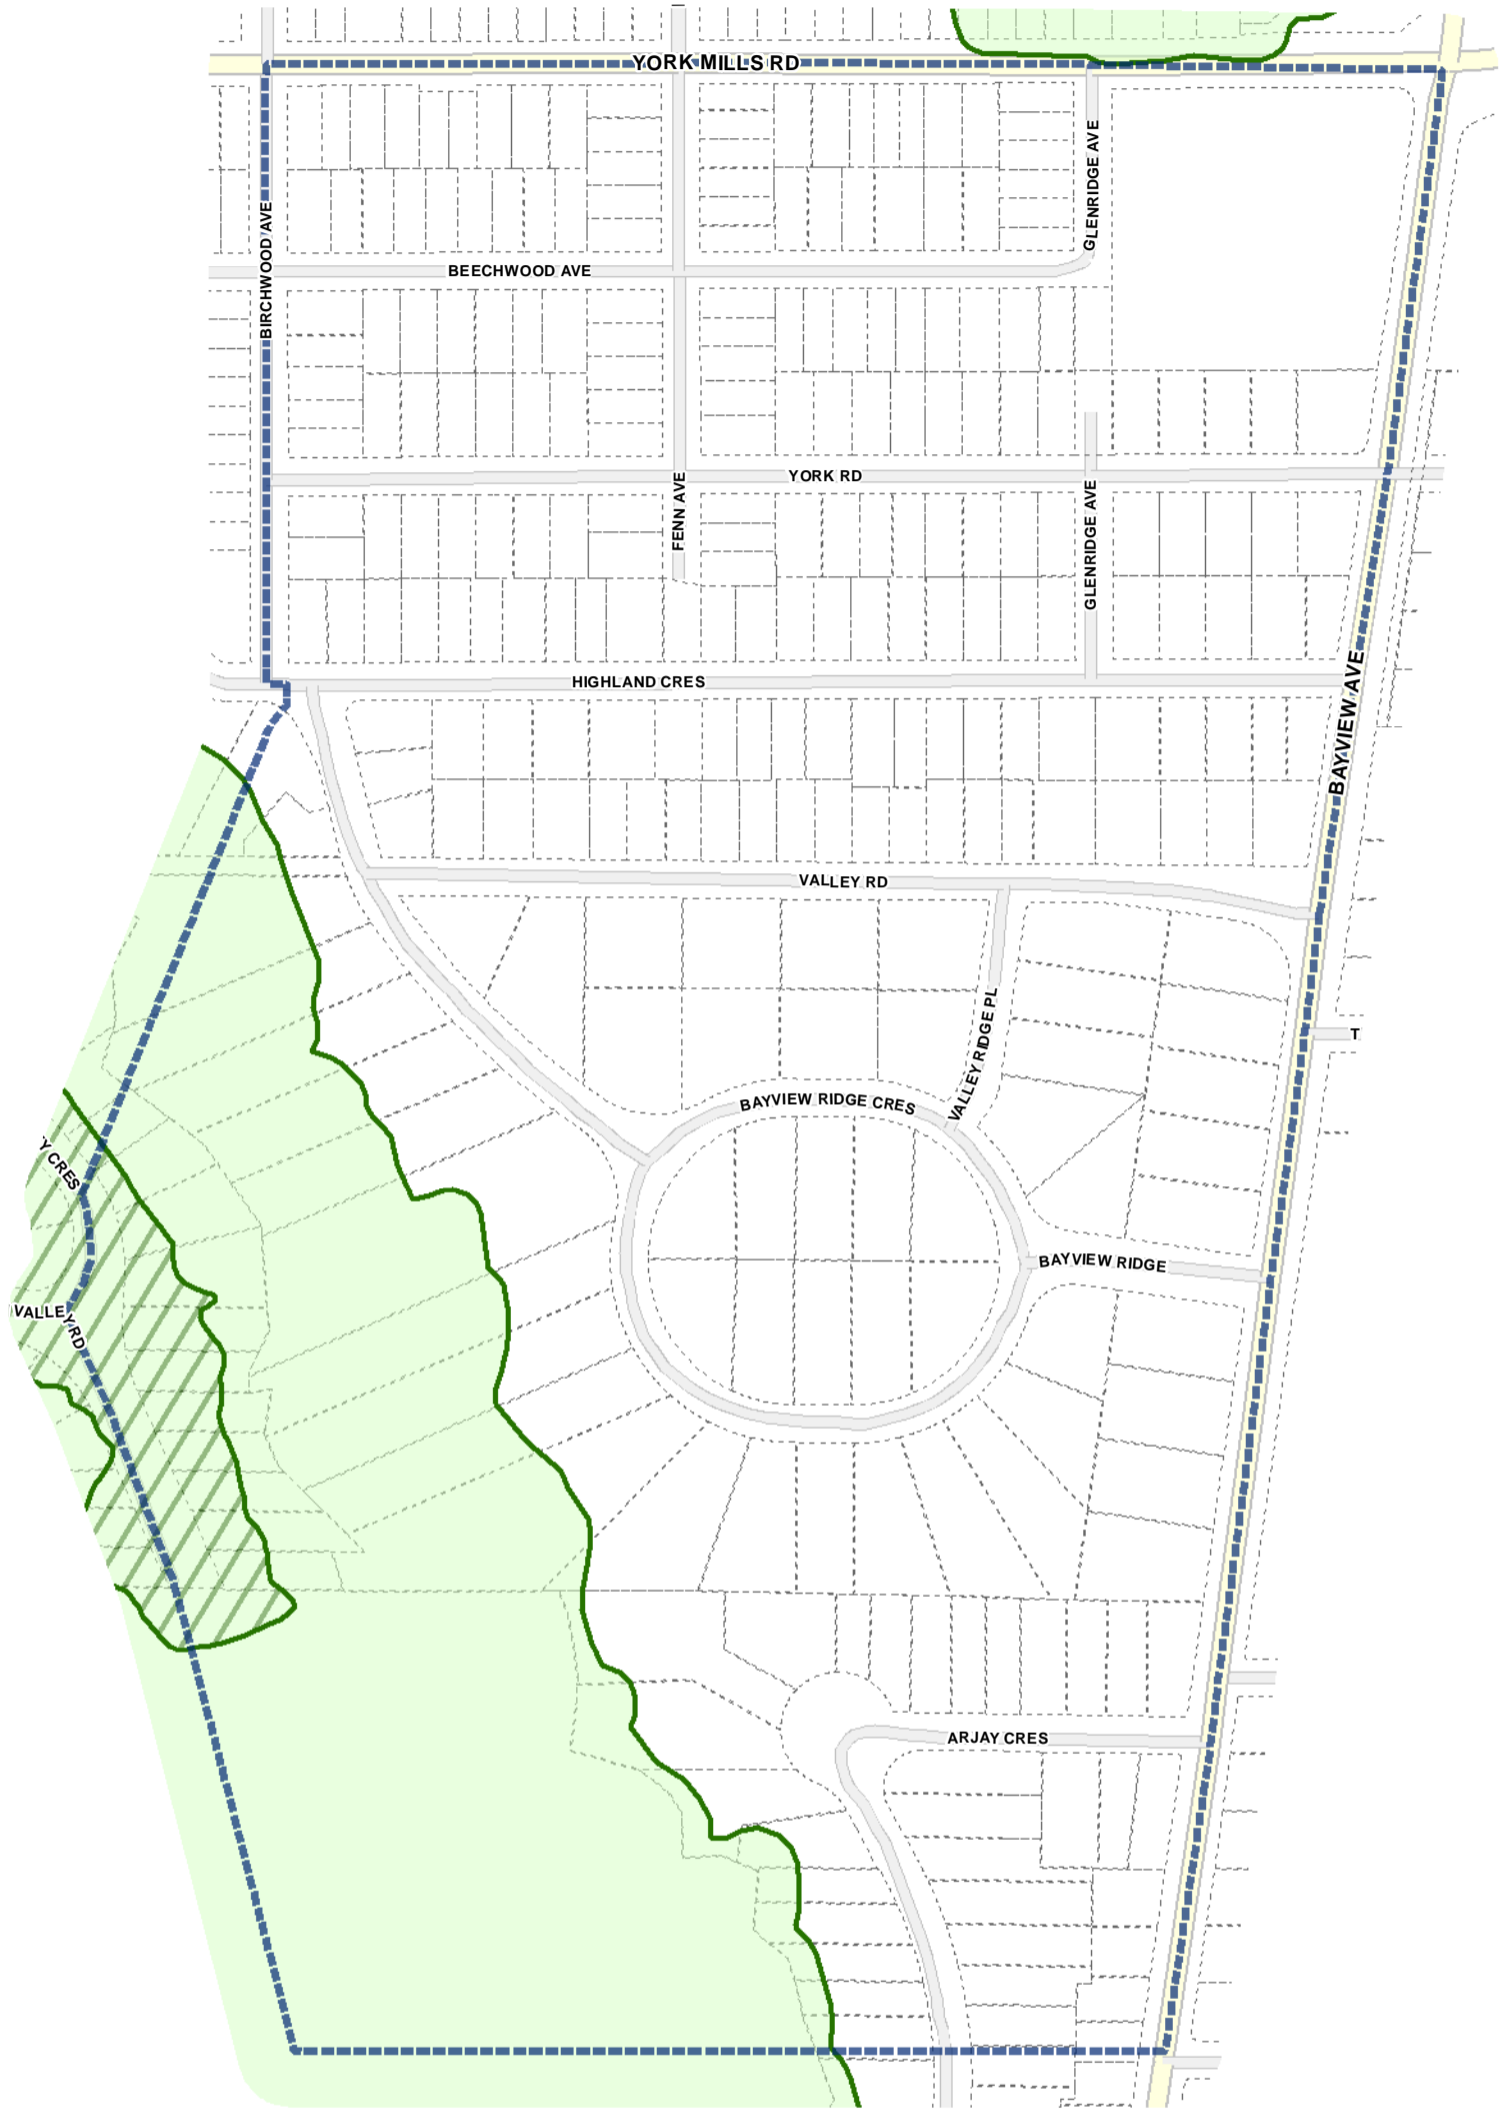 YORK MILLS RD
GLENRIDGE AVE
BIRCHWOOD AVE
BEECHWOOD AVE
YORK RD
FENN AVE
GLENRIDGE AVE
HIGHLAND CRES
BAYVIEW AVE
VALLEY RD
VALLEY RIDGE PL
T
BAYVIEW RIDGE CRES
Y CRES
BAYVIEW RIDGE
VALLEY RD
ARJAY CRES